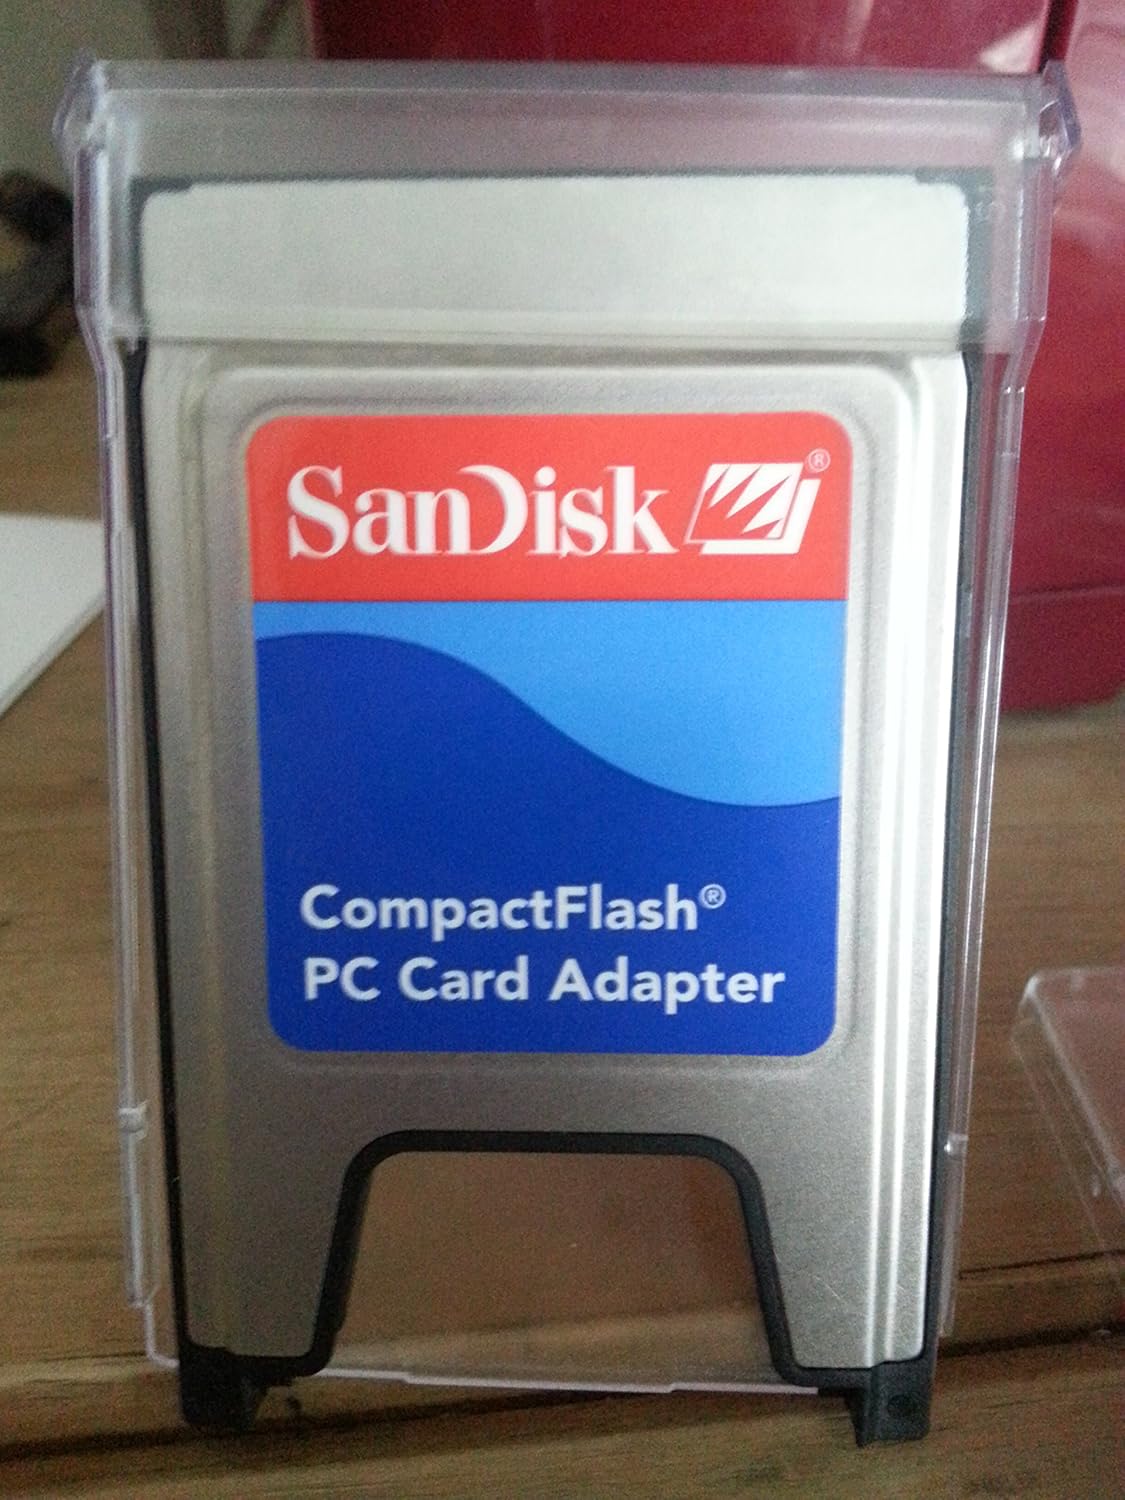 SanDisk ®
CompactFlash®
PC Card Adapter